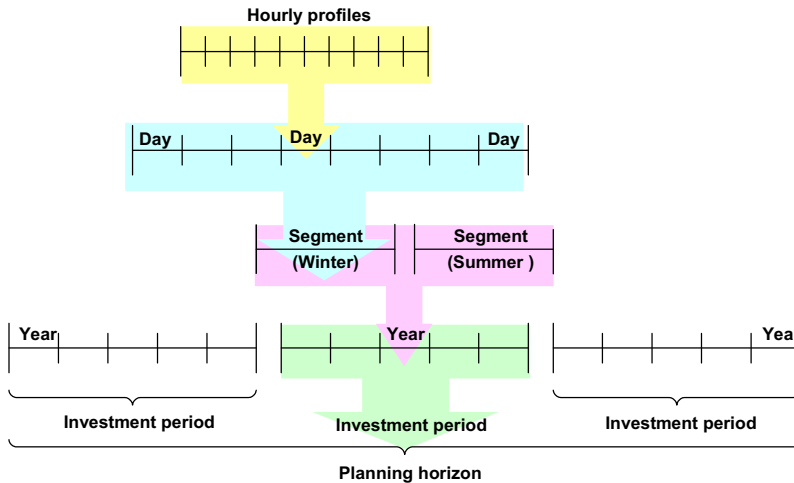 Hourly profiles
Day Day Day
Segment Segment
(Winter) (Summer )
Year Year Yea
Investment period Investment period Investment period
Planning horizon